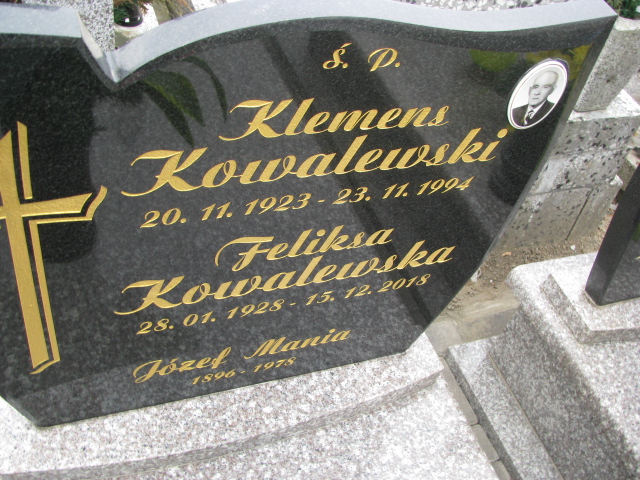 Ś. P.
Klemens
Kowalewski
20. 11. 1923 - 23. 11. 1994
Feliksa
Kowalewska
28. 01. 1928 - 15. 12. 2018
Józef Mania
1896 - 1978